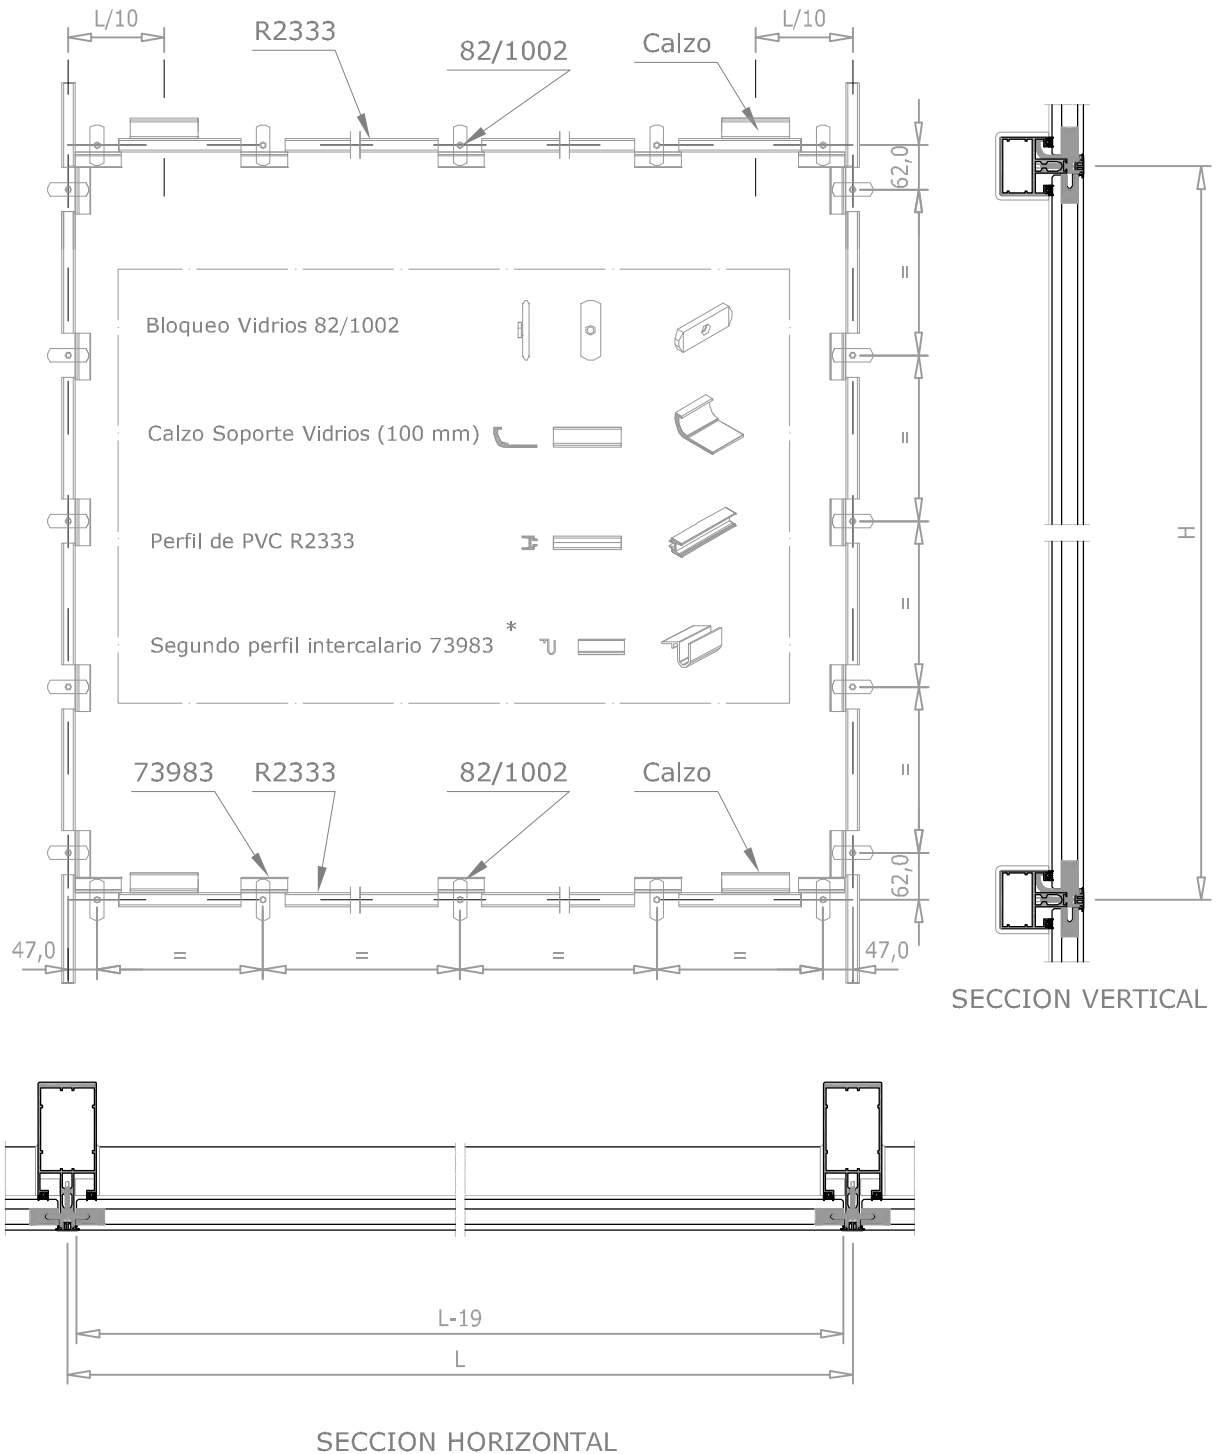 L/10
L/10
R2333
82/1002
Calzo
62,0
=
Bloqueo Vidrios 82/1002
Calzo Soporte Vidrios (100 mm)
=
H
Perfil de PVC R2333
=
Segundo perfil intercalario 73983 *
73983
R2333
82/1002
Calzo
=
62,0
47,0
=
=
=
=
47,0
SECCION VERTICAL
L-19
L
SECCION HORIZONTAL